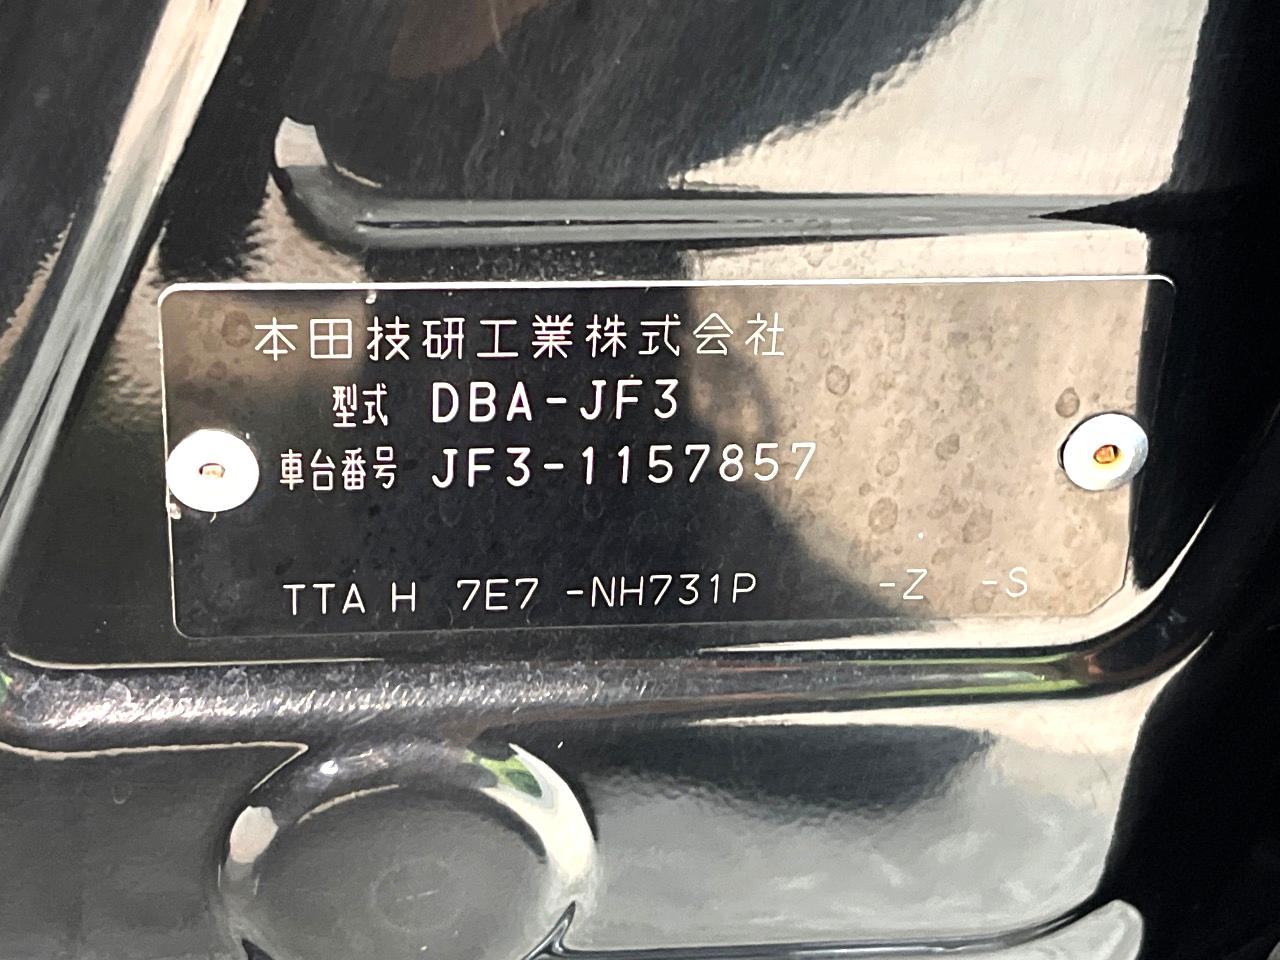 本田技研工業株式会社
型式 DBA-JF3
車台番号 JF3-1157857
TTA H 7E7 -NH731P -Z -S